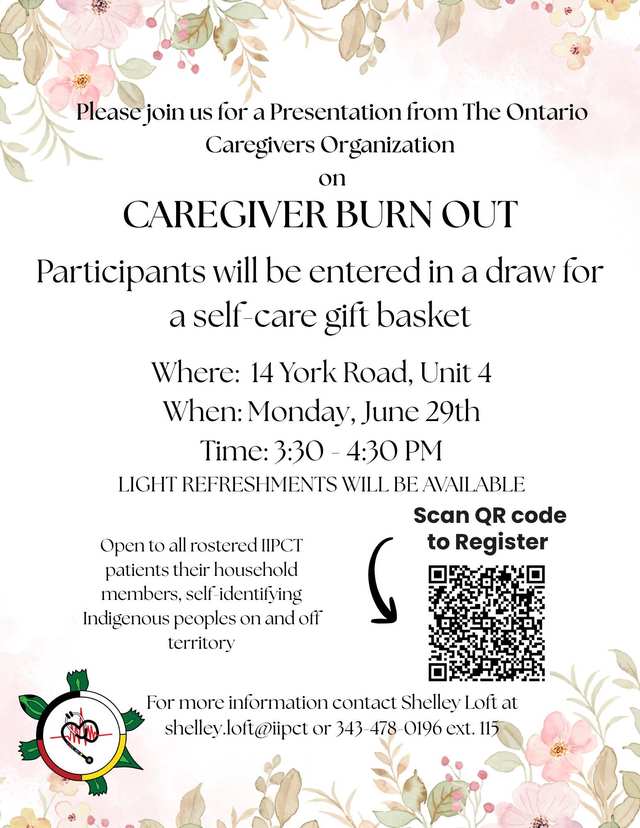 Please join us for a Presentation from The Ontario
Caregivers Organization
on
CAREGIVER BURN OUT
Participants will be entered in a draw for
a self-care gift basket
Where: 14 York Road, Unit 4
When: Monday, June 29th
Time: 3:30 - 4:30 PM
LIGHT REFRESHMENTS WILL BE AVAILABLE
Scan QR code
to Register
Open to all rostered IIPCT
patients their household
members, self-identifying
Indigenous peoples on and off
territory
For more information contact Shelley Loft at
shelley.loft@iipct or 343-478-0196 ext. 115